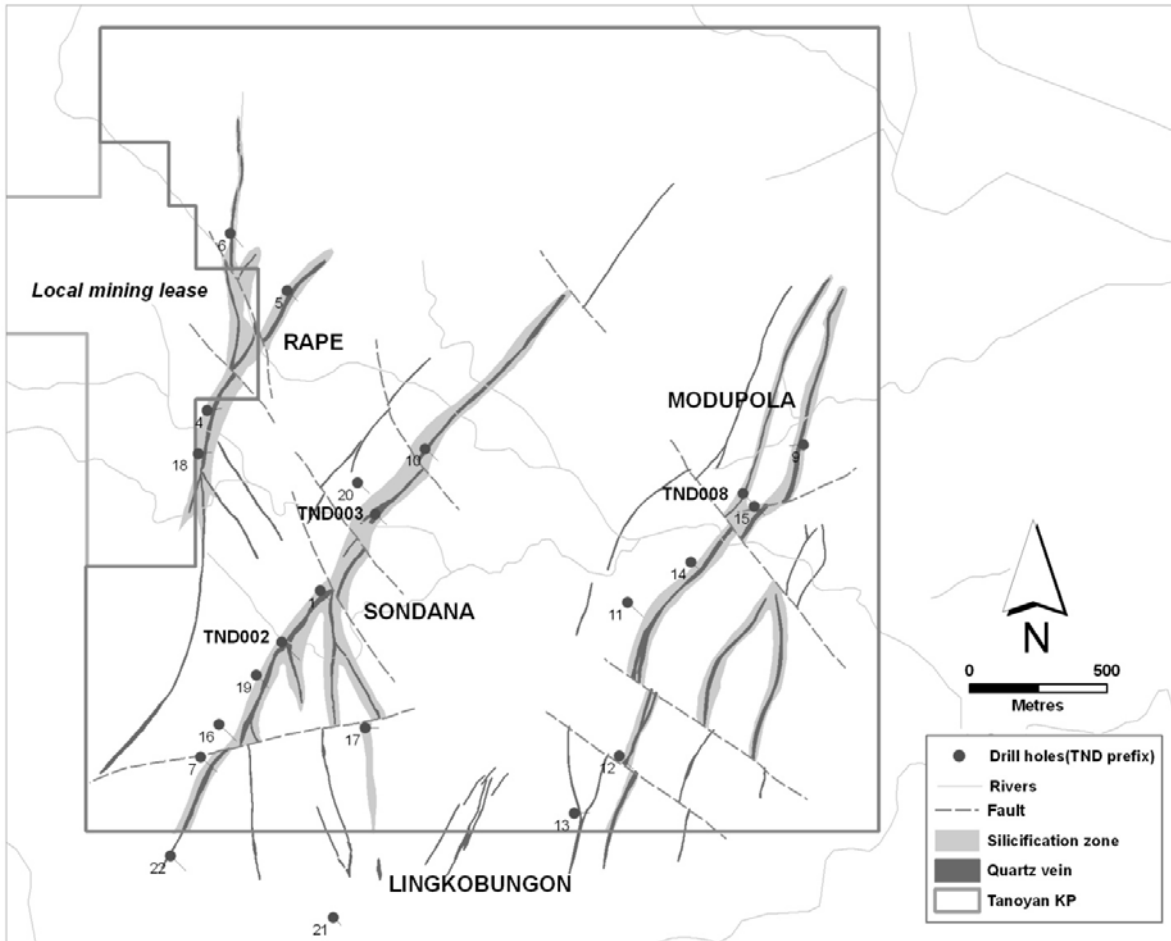 6
Local mining lease
5
RAPE
4
18
MODUPOLA
10
9
20
TND003
TND008
15
14
1
11
SONDANA
TND002
N
19
0 500
Metres
16
17
7
12
13
22
LINGKOBUNGON
21
Drill holes(TND prefix)
Rivers
Fault
Silicification zone
Quartz vein
Tanoyan KP